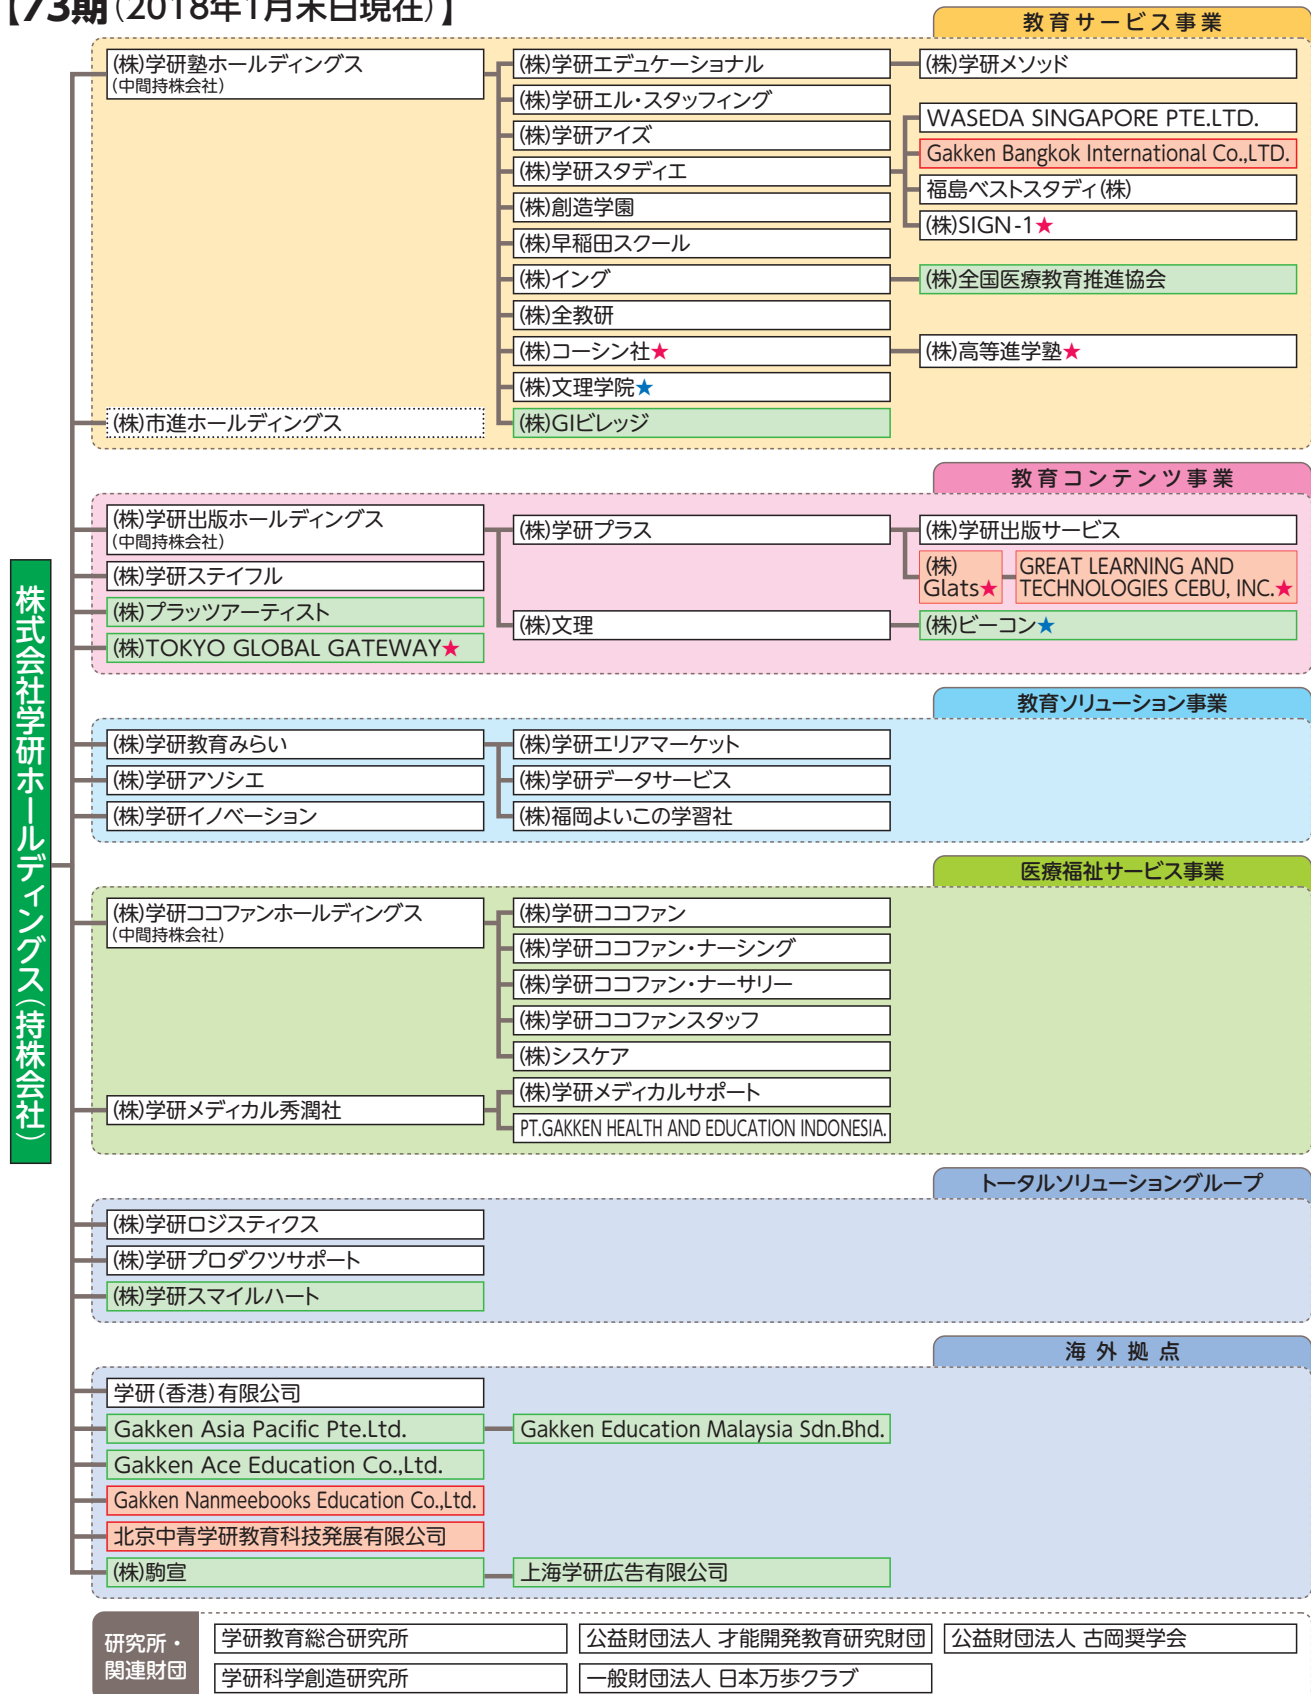 【73期(2018年1月末日現在)】
株式会社学研ホールディングス(持株会社)
教育サービス事業
(株)学研塾ホールディングス
(中間持株会社)
(株)市進ホールディングス
(株)学研エデュケーショナル
(株)学研エル・スタッフィング
(株)学研アイズ
(株)学研スタディエ
(株)創造学園
(株)早稲田スクール
(株)イング
(株)全教研
(株)コーシン社★
(株)文理学院★
(株)GIビレッジ
(株)学研メソッド
WASEDA SINGAPORE PTE.LTD.
Gakken Bangkok International Co.,LTD.
福島ベストスタディ(株)
(株)SIGN-1★
(株)全国医療教育推進協会
(株)高等進学塾★
教育コンテンツ事業
(株)学研出版ホールディングス
(中間持株会社)
(株)学研ステイフル
(株)プラッツアーティスト
(株)TOKYO GLOBAL GATEWAY★
(株)学研プラス
(株)文理
(株)学研出版サービス
(株)
Glats★
GREAT LEARNING AND
TECHNOLOGIES CEBU, INC.★
(株)ビーコン★
教育ソリューション事業
(株)学研教育みらい
(株)学研アソシエ
(株)学研イノベーション
(株)学研エリアマーケット
(株)学研データサービス
(株)福岡よいこの学習社
医療福祉サービス事業
(株)学研ココファンホールディングス
(中間持株会社)
(株)学研メディカル秀潤社
(株)学研ココファン
(株)学研ココファン・ナーシング
(株)学研ココファン・ナーサリー
(株)学研ココファンスタッフ
(株)シスケア
(株)学研メディカルサポート
PT.GAKKEN HEALTH AND EDUCATION INDONESIA.
トータルソリューショングループ
(株)学研ロジスティクス
(株)学研プロダクツサポート
(株)学研スマイルハート
海外拠点
学研(香港)有限公司
Gakken Asia Pacific Pte.Ltd.
Gakken Education Malaysia Sdn.Bhd.
Gakken Ace Education Co.,Ltd.
Gakken Nanmeebooks Education Co.,Ltd.
北京中青学研教育科技発展有限公司
(株)駒宣
上海学研広告有限公司
研究所・
関連財団
学研教育総合研究所
公益財団法人 才能開発教育研究財団
公益財団法人 古岡奨学会
学研科学創造研究所
一般財団法人 日本万歩クラブ